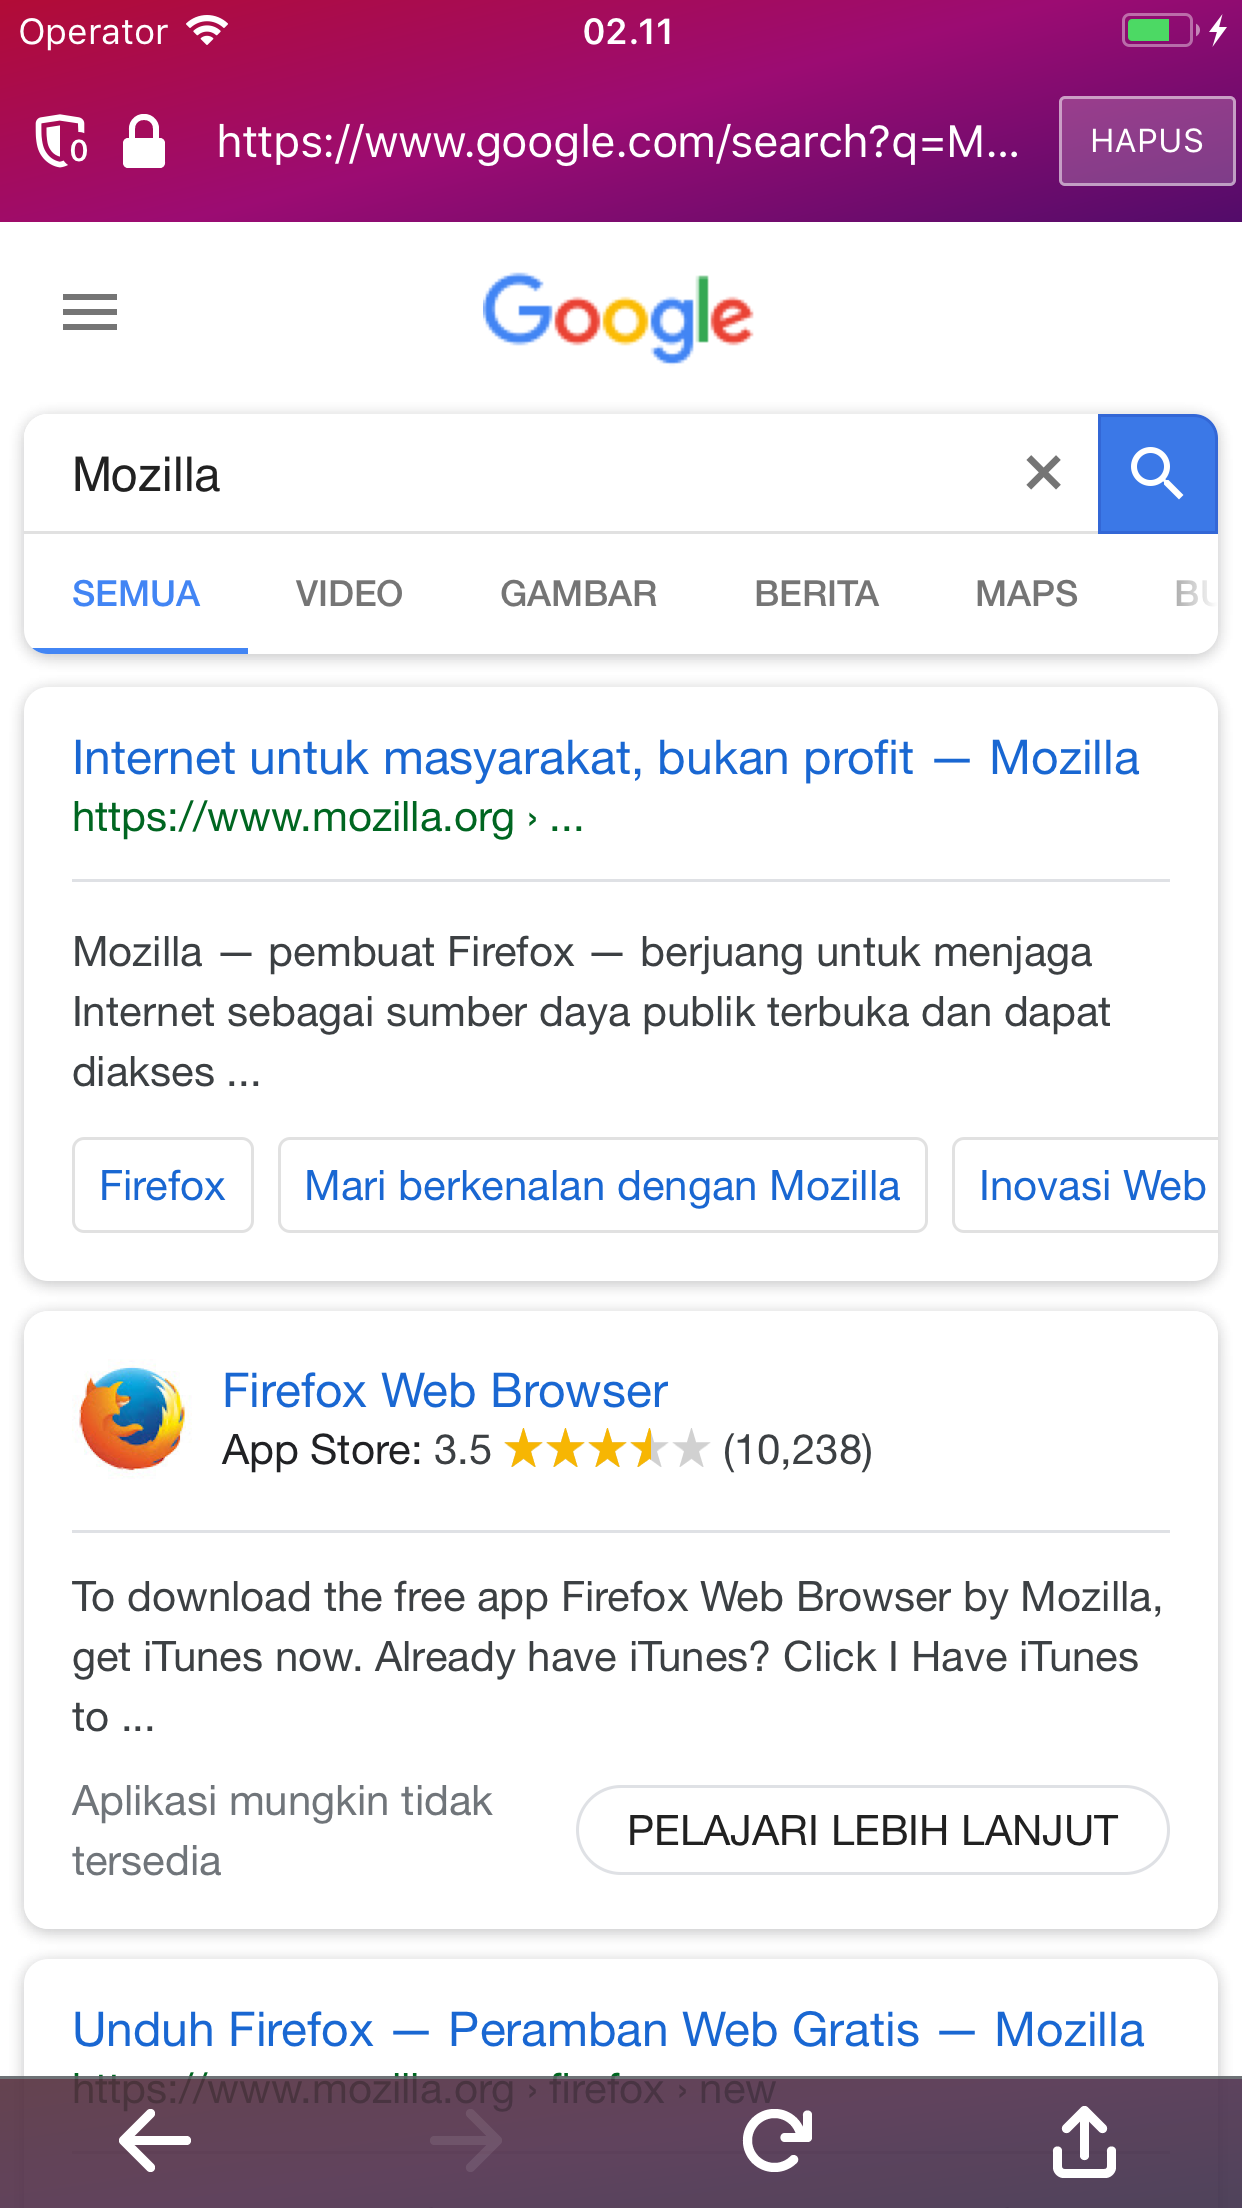 Operator
02.11
0
https://www.google.com/search?q=M...
HAPUS
Google
Mozilla
SEMUA VIDEO GAMBAR BERITA MAPS
Internet untuk masyarakat, bukan profit — Mozilla
https://www.mozilla.org › ...
Mozilla — pembuat Firefox — berjuang untuk menjaga
Internet sebagai sumber daya publik terbuka dan dapat
diakses ...
Firefox
Mari berkenalan dengan Mozilla
Inovasi Web
Firefox Web Browser
App Store: 3.5 ★★★★★ (10,238)
To download the free app Firefox Web Browser by Mozilla,
get iTunes now. Already have iTunes? Click I Have iTunes
to ...
Aplikasi mungkin tidak
tersedia
PELAJARI LEBIH LANJUT
Unduh Firefox — Peramban Web Gratis — Mozilla
https://www.mozilla.org › firefox › new